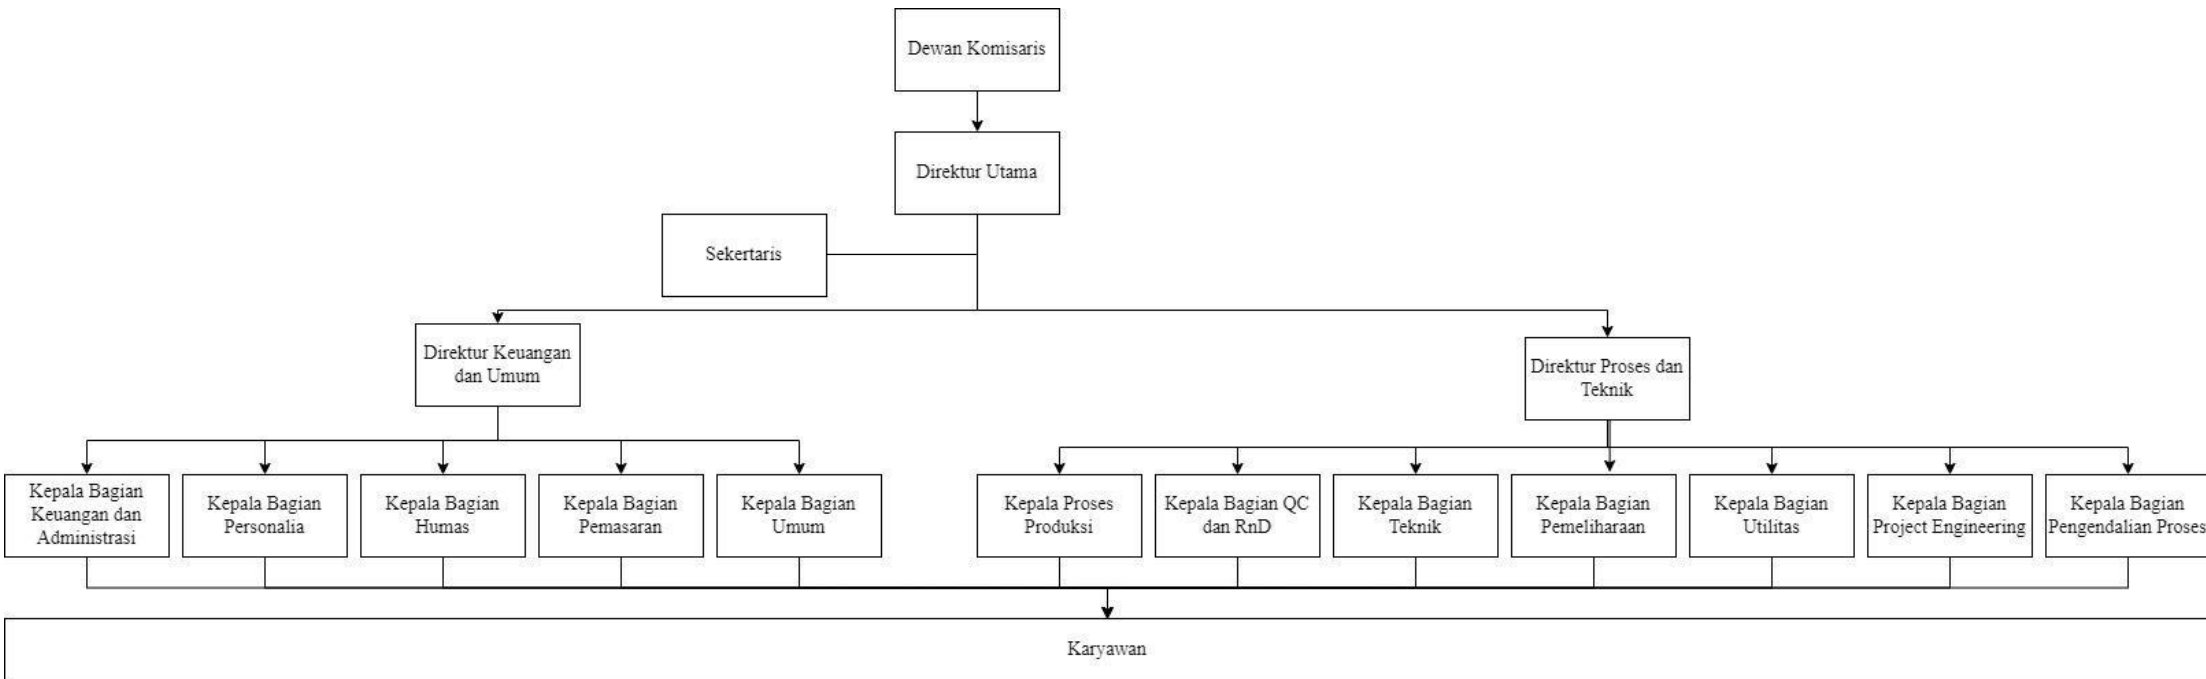 Dewan Komisaris
Direktur Utama
Sekertaris
Direktur Keuangan
dan Umum
Direktur Proses dan
Teknik
Kepala Bagian
Keuangan dan
Administrasi
Kepala Bagian
Personalia
Kepala Bagian
Humas
Kepala Bagian
Pemasaran
Kepala Bagian
Umum
Kepala Proses
Produksi
Kepala Bagian QC
dan RnD
Kepala Bagian
Teknik
Kepala Bagian
Pemeliharaan
Kepala Bagian
Utilitas
Kepala Bagian
Project Engineering
Kepala Bagian
Pengendalian Proses
Karyawan